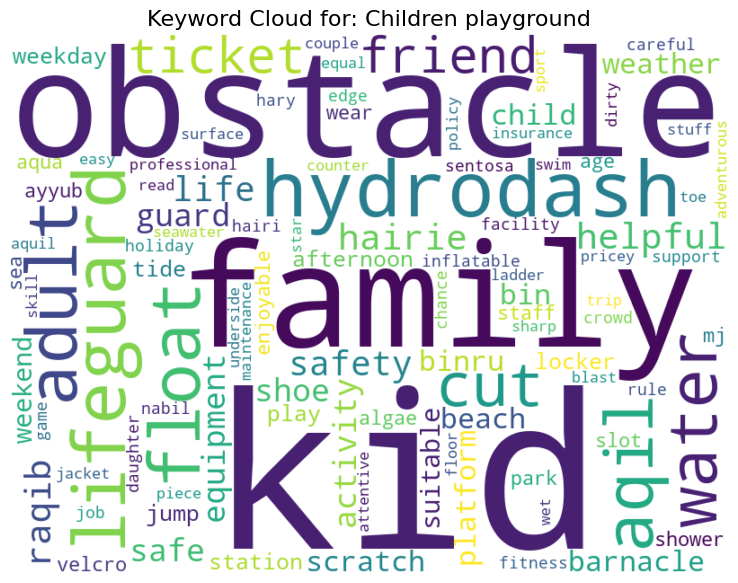 Keyword Cloud for: Children playground
weekday
ticket
couple
equal
friend
sport
careful
weather
obstacle
hary
edge
wear
policy
child
insurance
dirty
stuff
surface
aqua
easy
professional
counter
sentosa
swim
age
adventurous
ayyub
read
life
hydrodash
toe
guard
hairi
star
facility
seawater
hairie
helpful
aquil
holiday
afternoon
inflatable
pricey
support
sea
adult
lifeguard
tide
family
enjoyable
underside
maintenance
ladder
chance
bin
staff
sharp
trip
crowd
skill
float
mj
weekend
game
safety
binru
locker
blast
rule
equipment
shoe
cut
water
nabil
play
activity
algae
suitable
beach
daughter
kid
floor
platform
slot
aqil
raqib
jacket
piece
attentive
park
job
jump
wet
shower
velcro
safe
station
scratch
fitness
barnacle